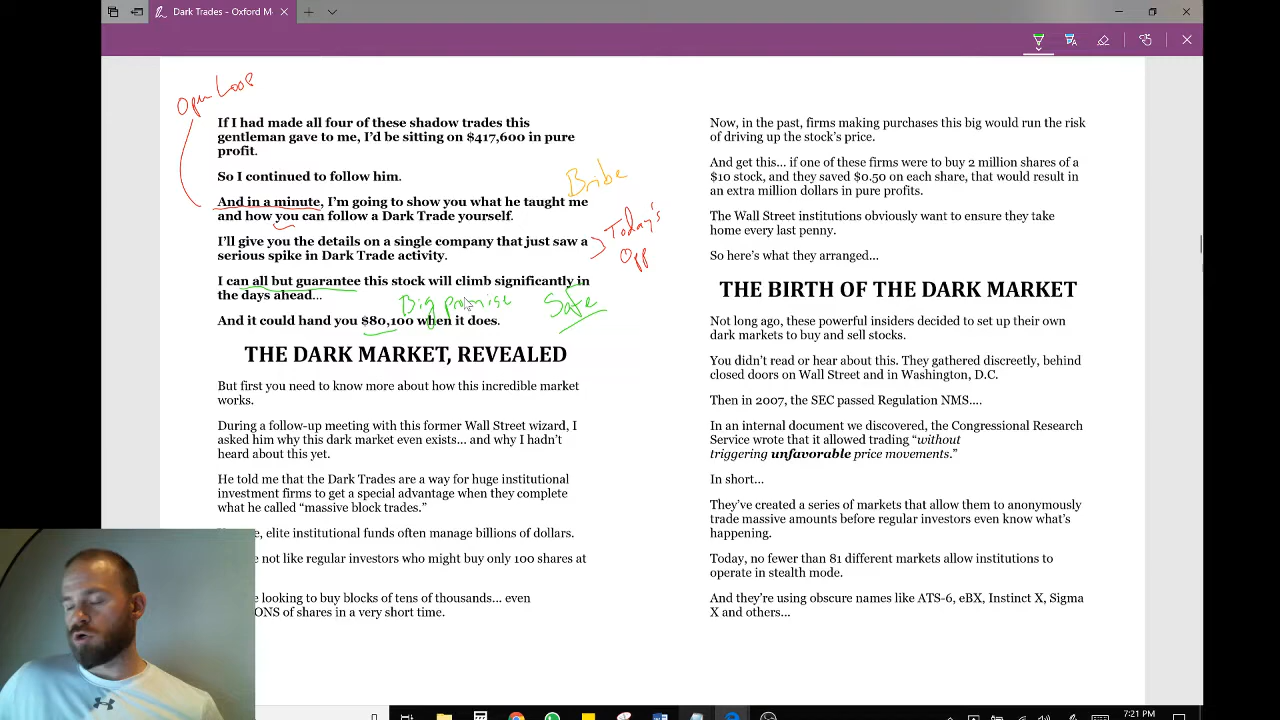 Dark Trades - Oxford M
Open Loop
If I had made all four of these shadow trades this
gentleman gave to me, I'd be sitting on $417,600 in pure
profit.
So I continued to follow him.
Bribe
And in a minute, I'm going to show you what he taught me
and how you can follow a Dark Trade yourself.
Today's
Opp
I'll give you the details on a single company that just saw a
serious spike in Dark Trade activity.
I can all but guarantee this stock will climb significantly in
the days ahead...
Big promise
Safe
And it could hand you $80,100 when it does.
THE DARK MARKET, REVEALED
But first you need to know more about how this incredible market
works.
During a follow-up meeting with this former Wall Street wizard, I
asked him why this dark market even exists... and why I hadn't
heard about this yet.
He told me that the Dark Trades are a way for huge institutional
investment firms to get a special advantage when they complete
what he called "massive block trades."
elite institutional funds often manage billions of dollars.
not like regular investors who might buy only 100 shares at
looking to buy blocks of tens of thousands... even
of shares in a very short time.
Now, in the past, firms making purchases this big would run the risk
of driving up the stock's price.
And get this... if one of these firms were to buy 2 million shares of a
$10 stock, and they saved $0.50 on each share, that would result in
an extra million dollars in pure profits.
The Wall Street institutions obviously want to ensure they take
home every last penny.
So here's what they arranged...
THE BIRTH OF THE DARK MARKET
Not long ago, these powerful insiders decided to set up their own
dark markets to buy and sell stocks.
You didn't read or hear about this. They gathered discreetly, behind
closed doors on Wall Street and in Washington, D.C.
Then in 2007, the SEC passed Regulation NMS....
In an internal document we discovered, the Congressional Research
Service wrote that it allowed trading "without
triggering unfavorable price movements."
In short...
They've created a series of markets that allow them to anonymously
trade massive amounts before regular investors even know what's
happening.
Today, no fewer than 81 different markets allow institutions to
operate in stealth mode.
And they're using obscure names like ATS-6, eBX, Instinct X, Sigma
X and others...
7:21 PM